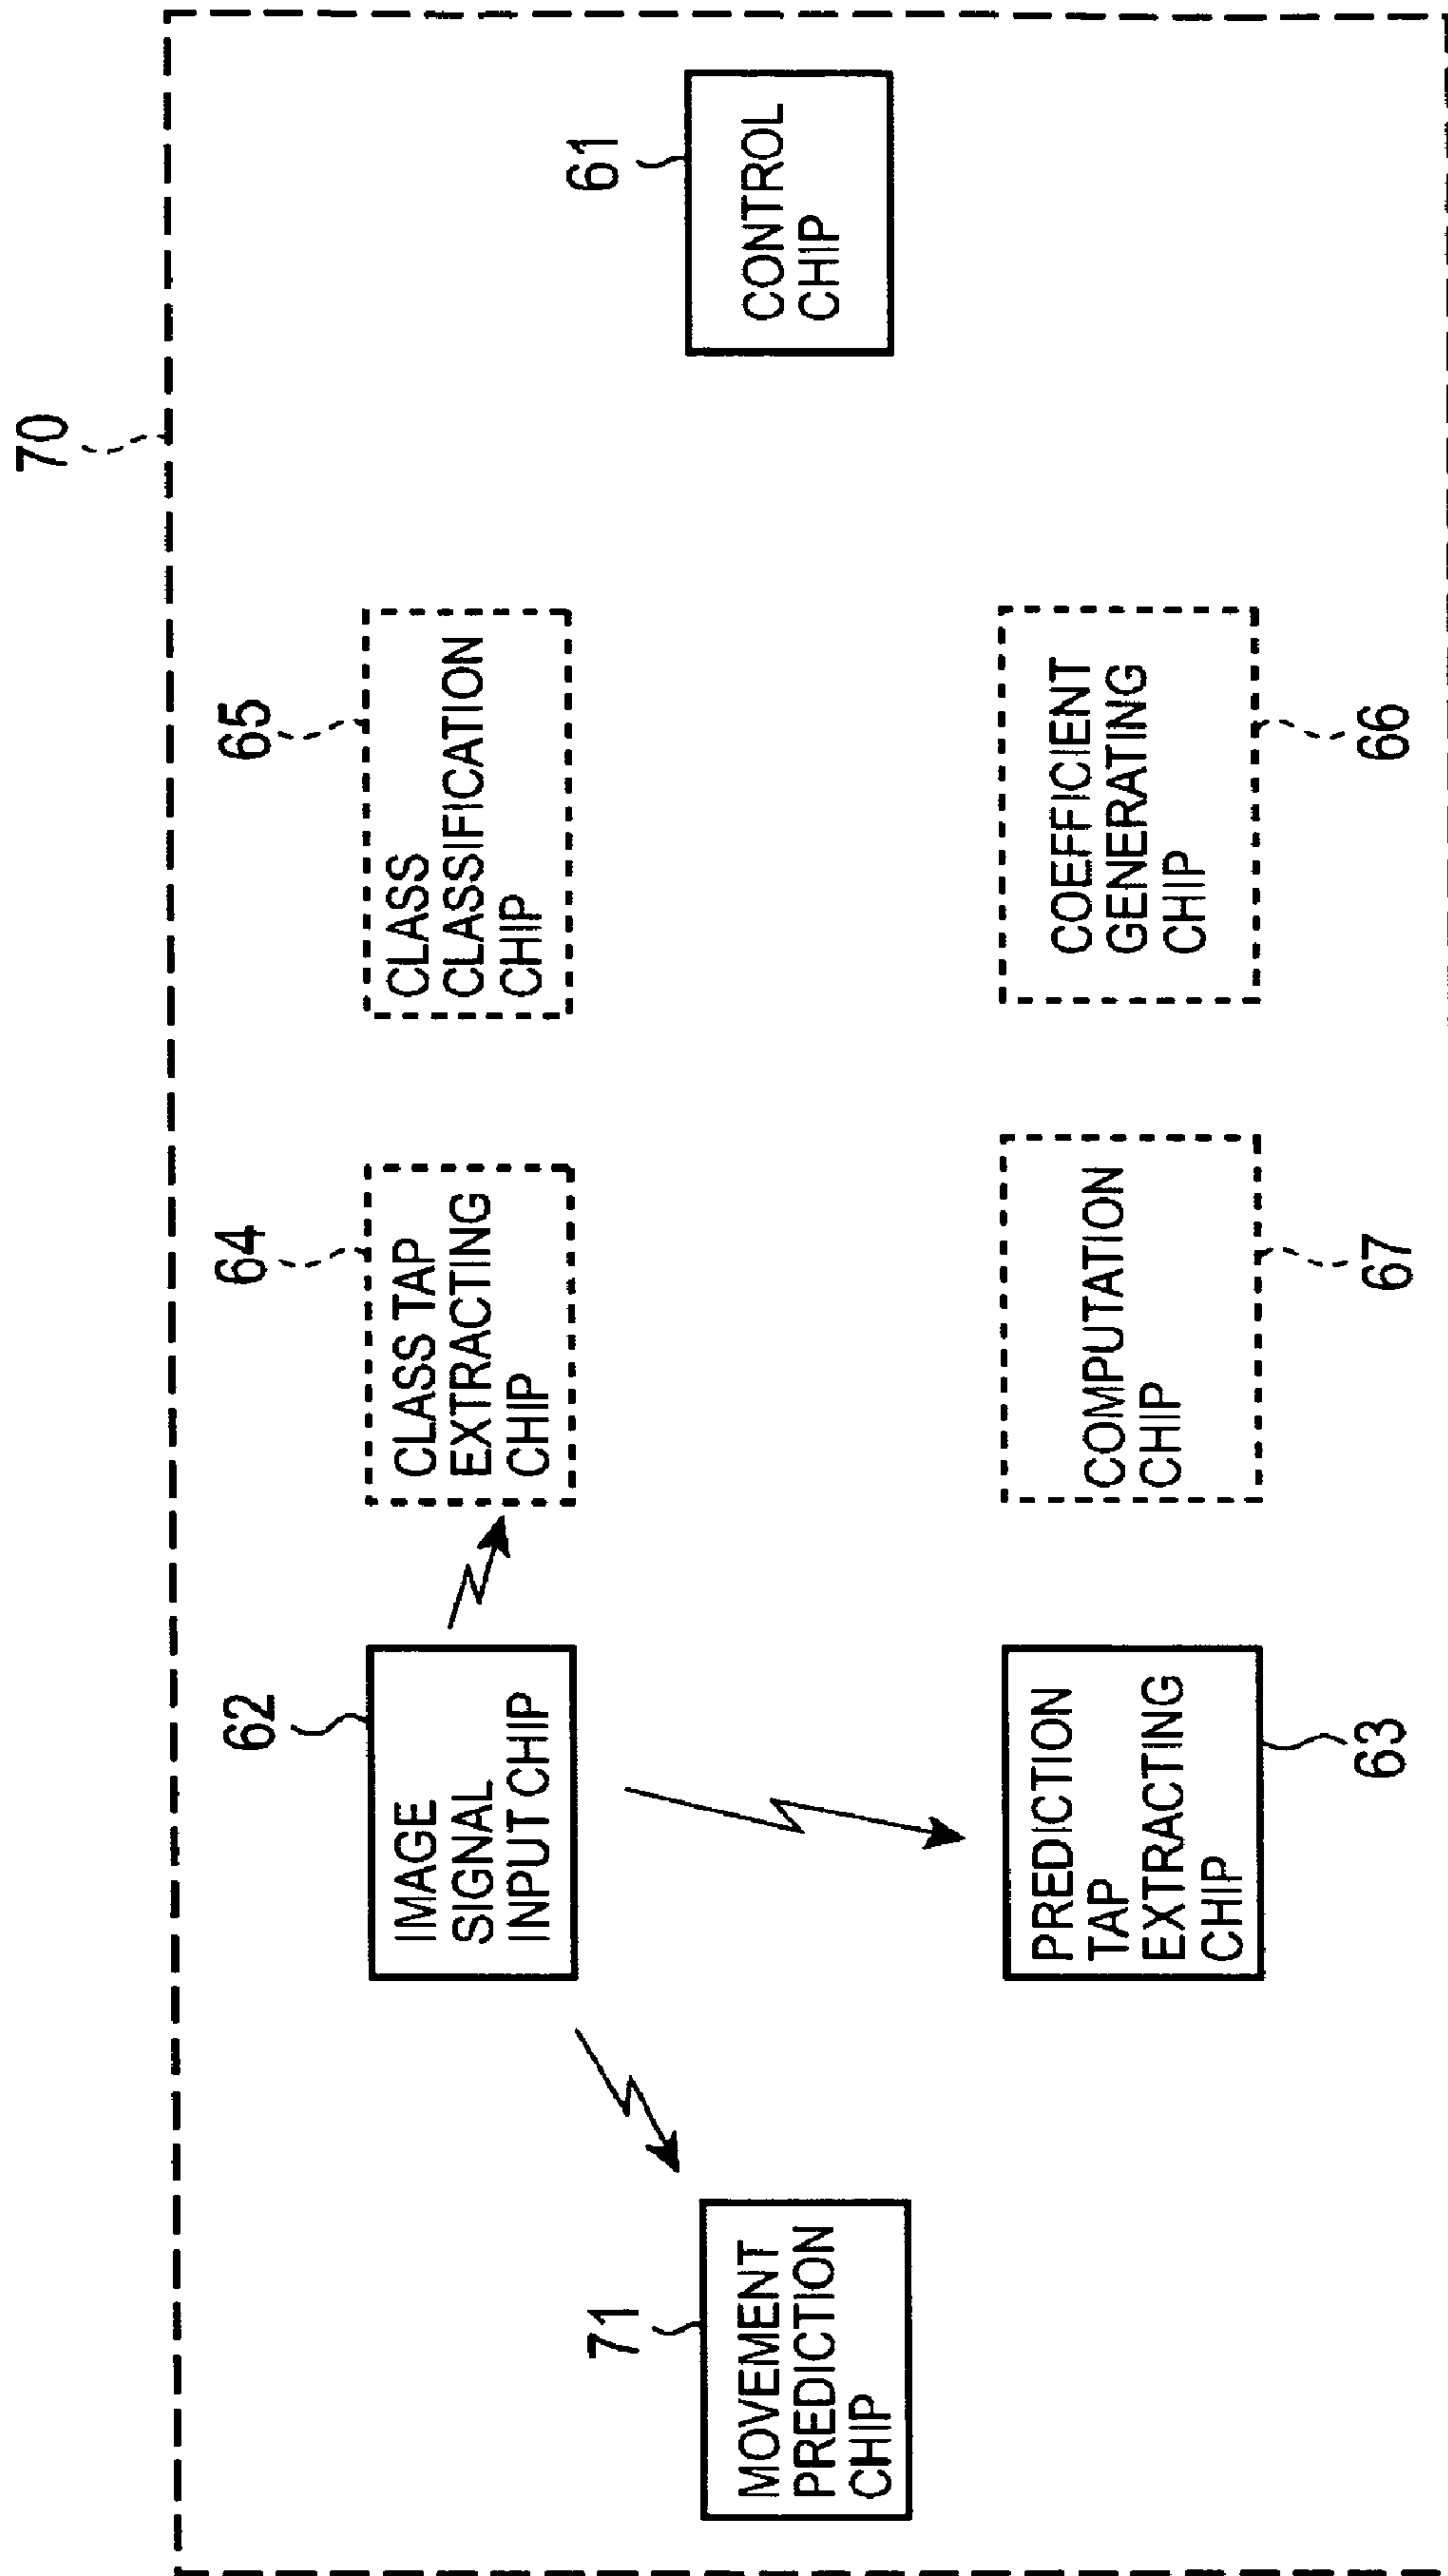 70
62
IMAGE
SIGNAL
INPUT CHIP
64
CLASS TAP
EXTRACTING
CHIP
65
CLASS
CLASSIFICATION
CHIP
71
MOVEMENT
PREDICTION
CHIP
61
CONTROL
CHIP
PREDICTION
TAP
EXTRACTING
CHIP
63
COMPUTATION
CHIP
67
COEFFICIENT
GENERATING
CHIP
66